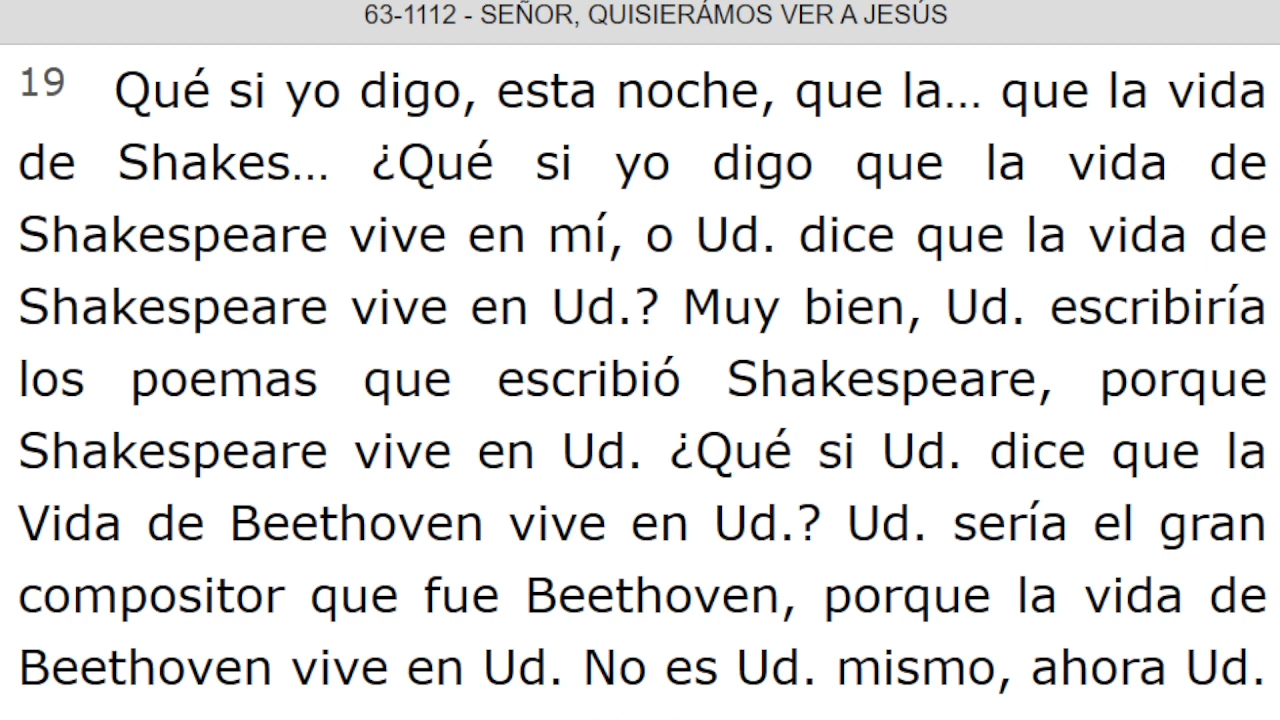 63-1112 - SEÑOR, QUISIERÁMOS VER A JESÚS
19 Qué si yo digo, esta noche, que la... que la vida
de Shakes... ¿Qué si yo digo que la vida de
Shakespeare vive en mí, o Ud. dice que la vida de
Shakespeare vive en Ud.? Muy bien, Ud. escribiría
los poemas que escribió Shakespeare, porque
Shakespeare vive en Ud. ¿Qué si Ud. dice que la
Vida de Beethoven vive en Ud.? Ud. sería el gran
compositor que fue Beethoven, porque la vida de
Beethoven vive en Ud. No es Ud. mismo, ahora Ud.